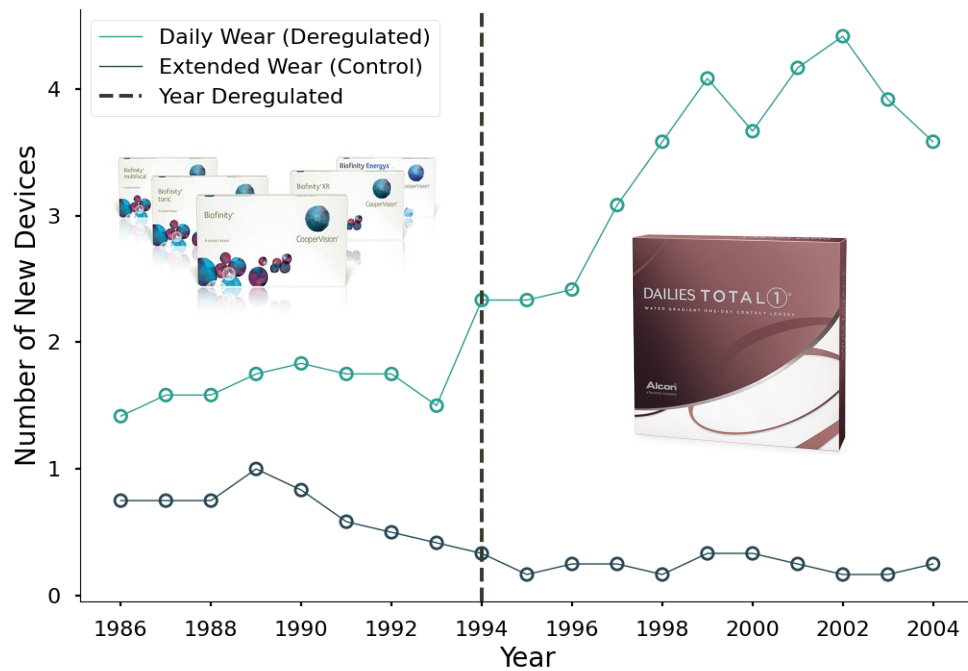 Daily Wear (Deregulated)
Extended Wear (Control)
Year Deregulated
Number of New Devices
4
3
2
1
0
Biofinity
multifocal
Biofinity
toric
Biofinity
CooperVision
Biofinity XR
CooperVision
Biofinity Energys
CooperVision
DAILIES TOTAL 1
WATER GRADIENT ONE-DAY CONTACT LENSES
Alcon
1986 1988 1990 1992 1994 1996 1998 2000 2002 2004
Year